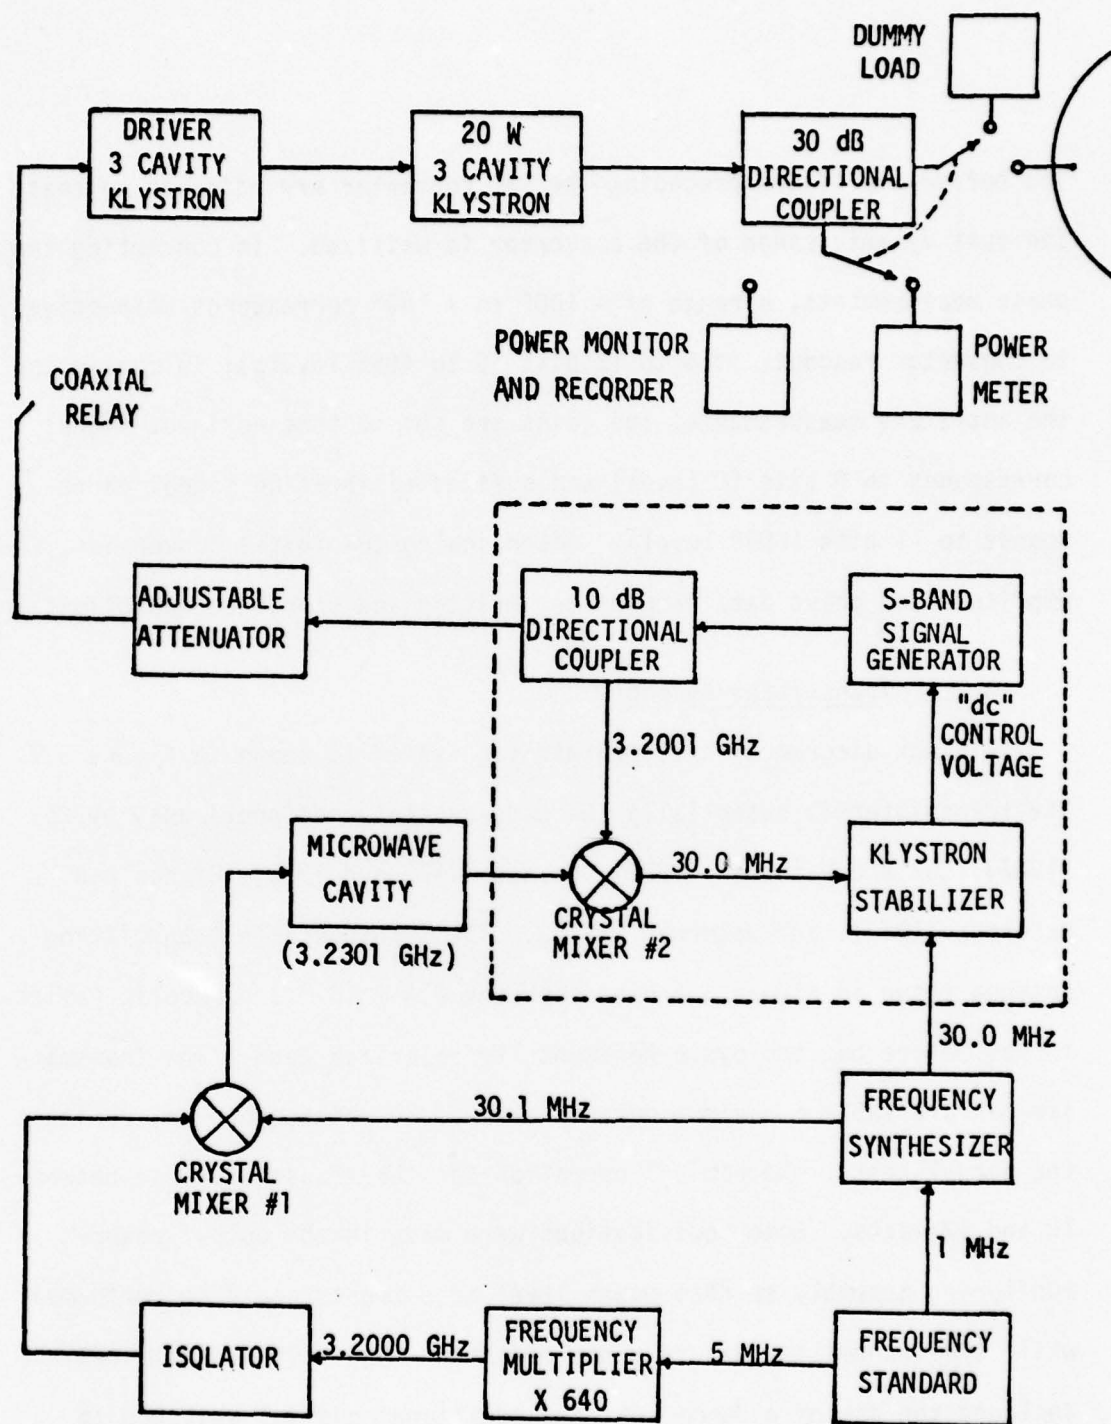 DUMMY
LOAD
DRIVER
3 CAVITY
KLYSTRON
20 W
3 CAVITY
KLYSTRON
30 dB
DIRECTIONAL
COUPLER
POWER MONITOR
AND RECORDER
POWER
METER
COAXIAL
RELAY
ADJUSTABLE
ATTENUATOR
10 dB
DIRECTIONAL
COUPLER
S-BAND
SIGNAL
GENERATOR
"dc"
CONTROL
VOLTAGE
3.2001 GHz
MICROWAVE
CAVITY
(3.2301 GHz)
30.0 MHz
CRYSTAL
MIXER #2
KLYSTRON
STABILIZER
30.0 MHz
30.1 MHz
FREQUENCY
SYNTHESIZER
CRYSTAL
MIXER #1
1 MHz
ISOLATOR
3.2000 GHz
FREQUENCY
MULTIPLIER
X 640
5 MHz
FREQUENCY
STANDARD